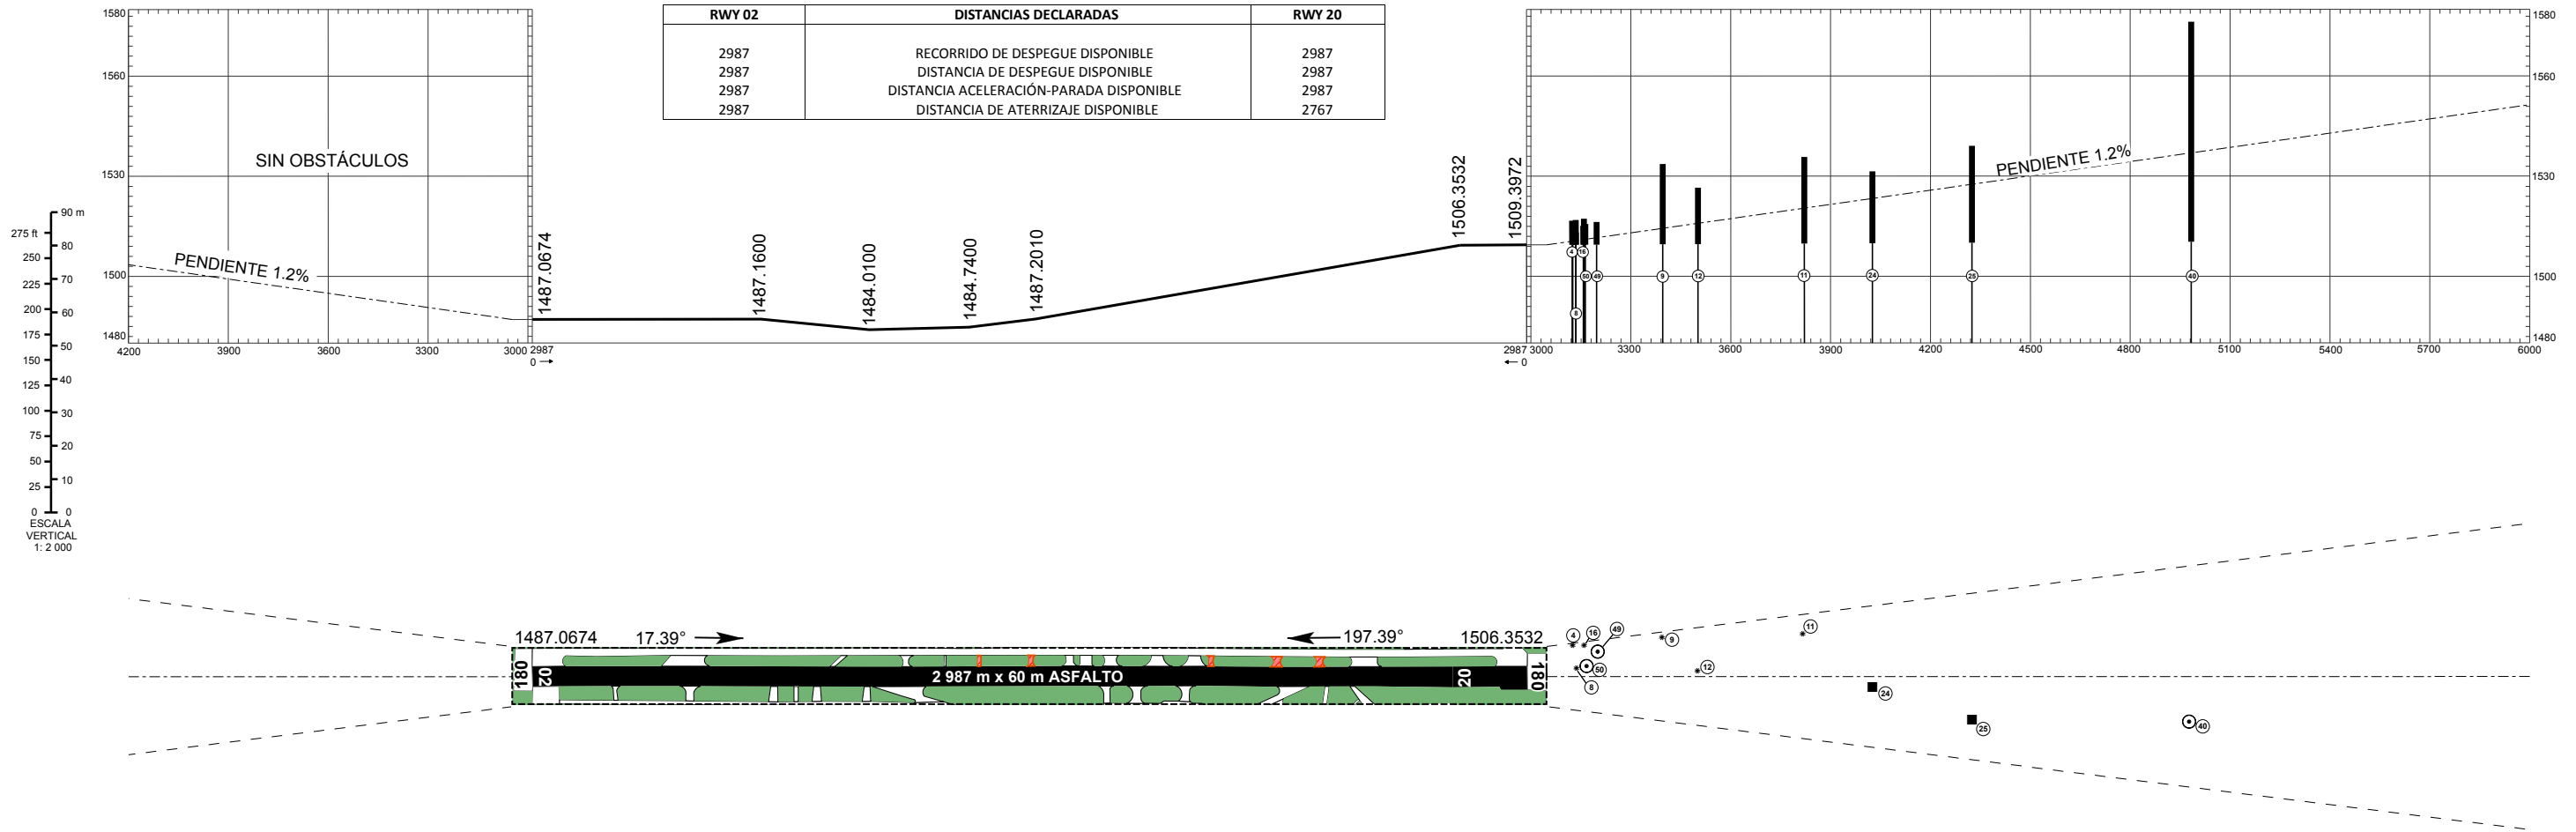 RWY 02 DISTANCIAS DECLARADAS RWY 20
2987 RECORRIDO DE DESPEGUE DISPONIBLE 2987
2987 DISTANCIA DE DESPEGUE DISPONIBLE 2987
2987 DISTANCIA ACELERACIÓN-PARADA DISPONIBLE 2987
2987 DISTANCIA DE ATERRIZAJE DISPONIBLE 2767
1580
1560
1530
1500
1480
SIN OBSTÁCULOS
PENDIENTE 1.2%
4200 3900 3600 3300 3000 2987
0 →
1487.0674
1487.1600
1484.0100
1484.7400
1487.2010
1506.3532
1509.3972
1580
1560
1530
1500
1480
PENDIENTE 1.2%
4 16
50 49 9 12 11 24 25 40
8
2987 3000 3300 3600 3900 4200 4500 4800 5100 5400 5700 6000
← 0
90 m
275 ft 80
250 70
225
200 60
175 50
150
125 40
100 30
75 20
50
25 10
0 0
ESCALA
VERTICAL
1: 2 000
1487.0674 17.39° 197.39° 1506.3532
180 02 2 987 m x 60 m ASFALTO 20 180
4 16 49 9 11
50 12
8 24
25 40